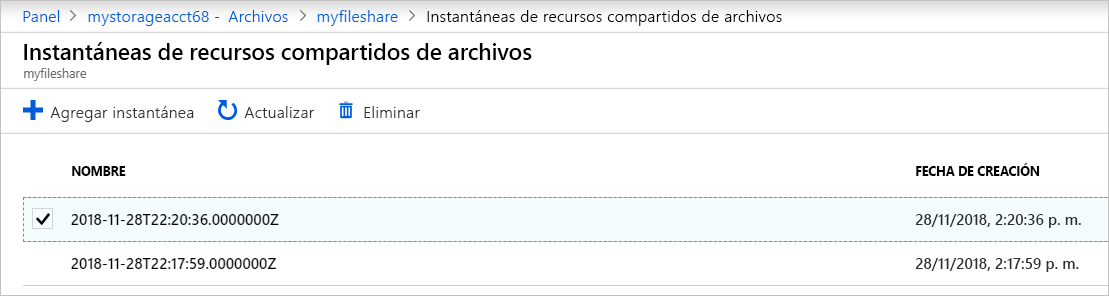 Panel > mystorageacct68 - Archivos > myfileshare > Instantáneas de recursos compartidos de archivos
Instantáneas de recursos compartidos de archivos
myfileshare
Agregar instantánea Actualizar Eliminar
NOMBRE FECHA DE CREACIÓN
2018-11-28T22:20:36.0000000Z 28/11/2018, 2:20:36 p. m.
2018-11-28T22:17:59.0000000Z 28/11/2018, 2:17:59 p. m.